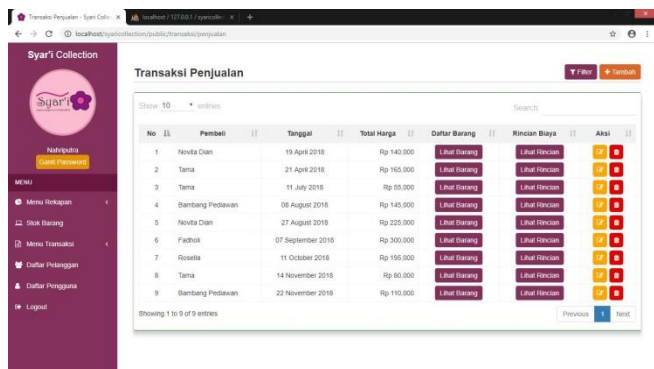 Transaksi Penjualan - Syari Colle
localhost / 127.0.0.1 / syaricolle
localhost/syaricollection/public/transaksi/penjualan
Syar'i Collection
Syar'i
Nahriputra
Ganti Password
MENU
Menu Rekapan
Stok Barang
Menu Transaksi
Daftar Pelanggan
Daftar Pengguna
Logout
Transaksi Penjualan
Filter + Tambah
Show 10 entries
Search:
No Pembeli Tanggal Total Harga Daftar Barang Rincian Biaya Aksi
1 Novita Dian 19 April 2018 Rp 140,000 Lihat Barang Lihat Rincian
2 Tama 21 April 2018 Rp 165,000 Lihat Barang Lihat Rincian
3 Tama 11 July 2018 Rp 55,000 Lihat Barang Lihat Rincian
4 Bambang Pediawan 08 August 2018 Rp 145,000 Lihat Barang Lihat Rincian
5 Novita Dian 27 August 2018 Rp 225,000 Lihat Barang Lihat Rincian
6 Fadholi 07 September 2018 Rp 300,000 Lihat Barang Lihat Rincian
7 Rosella 11 October 2018 Rp 195,000 Lihat Barang Lihat Rincian
8 Tama 14 November 2018 Rp 80,000 Lihat Barang Lihat Rincian
9 Bambang Pediawan 22 November 2018 Rp 110,000 Lihat Barang Lihat Rincian
Showing 1 to 9 of 9 entries
Previous 1 Next